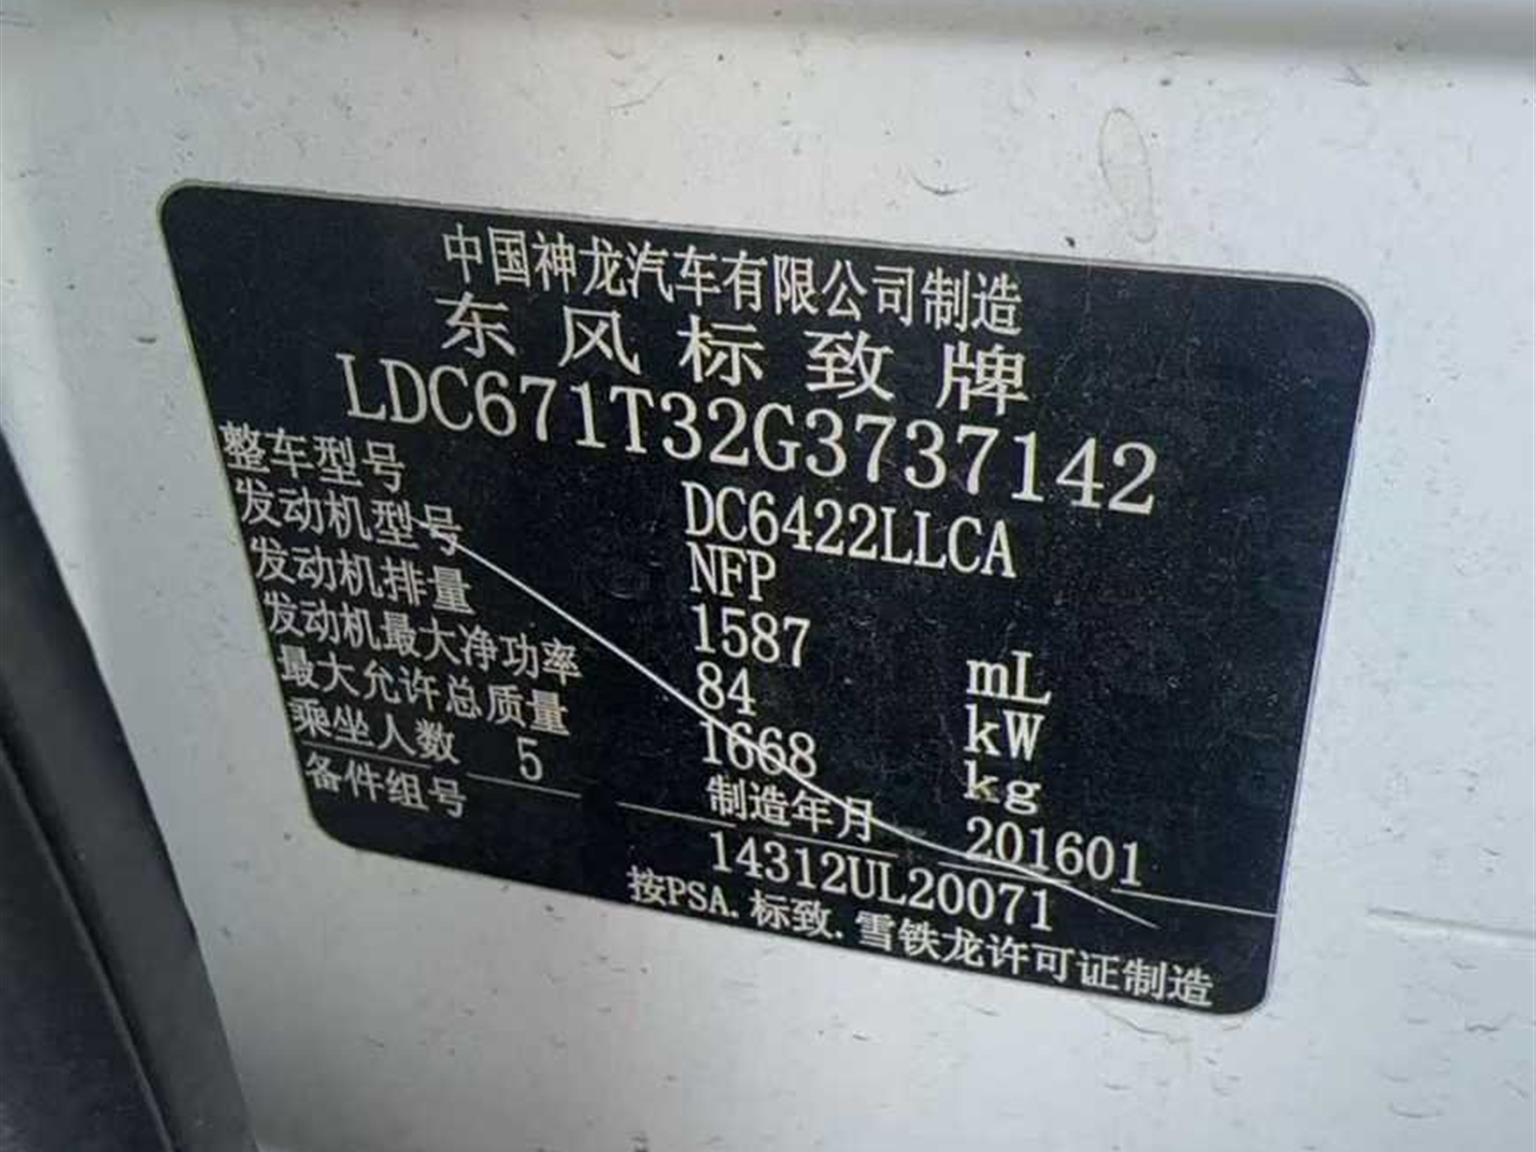 中国神龙汽车有限公司制造
东风标致牌
LDC671T32G3737142
整车型号 DC6422LLCA
发动机型号 NFP
发动机排量 1587 mL
发动机最大净功率 84 kW
最大允许总质量 1668 kg
乘坐人数 5 制造年月 201601
备件组号 14312UL20071
按PSA.标致.雪铁龙许可证制造